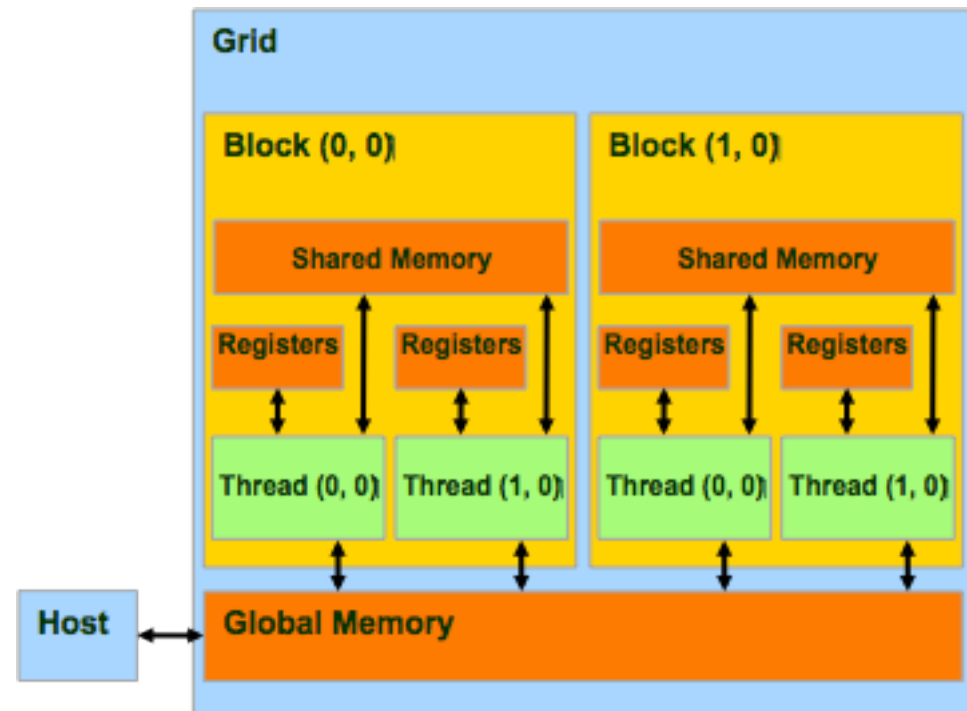 Grid
Block (0, 0)
Block (1, 0)
Shared Memory
Shared Memory
Registers
Registers
Registers
Registers
Thread (0, 0)
Thread (1, 0)
Thread (0, 0)
Thread (1, 0)
Host
Global Memory